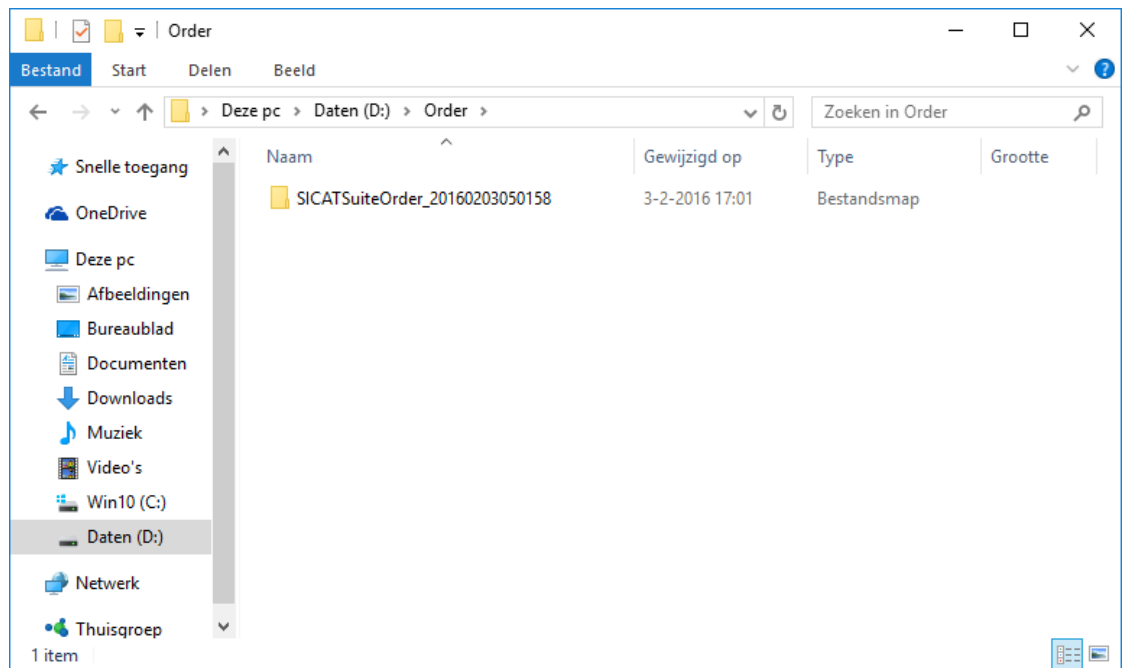 Order
Bestand Start Delen Beeld
Deze pc > Daten (D:) > Order >
Zoeken in Order
Naam Gewijzigd op Type Grootte
SICATSuiteOrder_20160203050158 3-2-2016 17:01 Bestandsmap
Snelle toegang
OneDrive
Deze pc
Afbeeldingen
Bureaublad
Documenten
Downloads
Muziek
Video's
Win10 (C:)
Daten (D:)
Netwerk
Thuisgroep
1 item